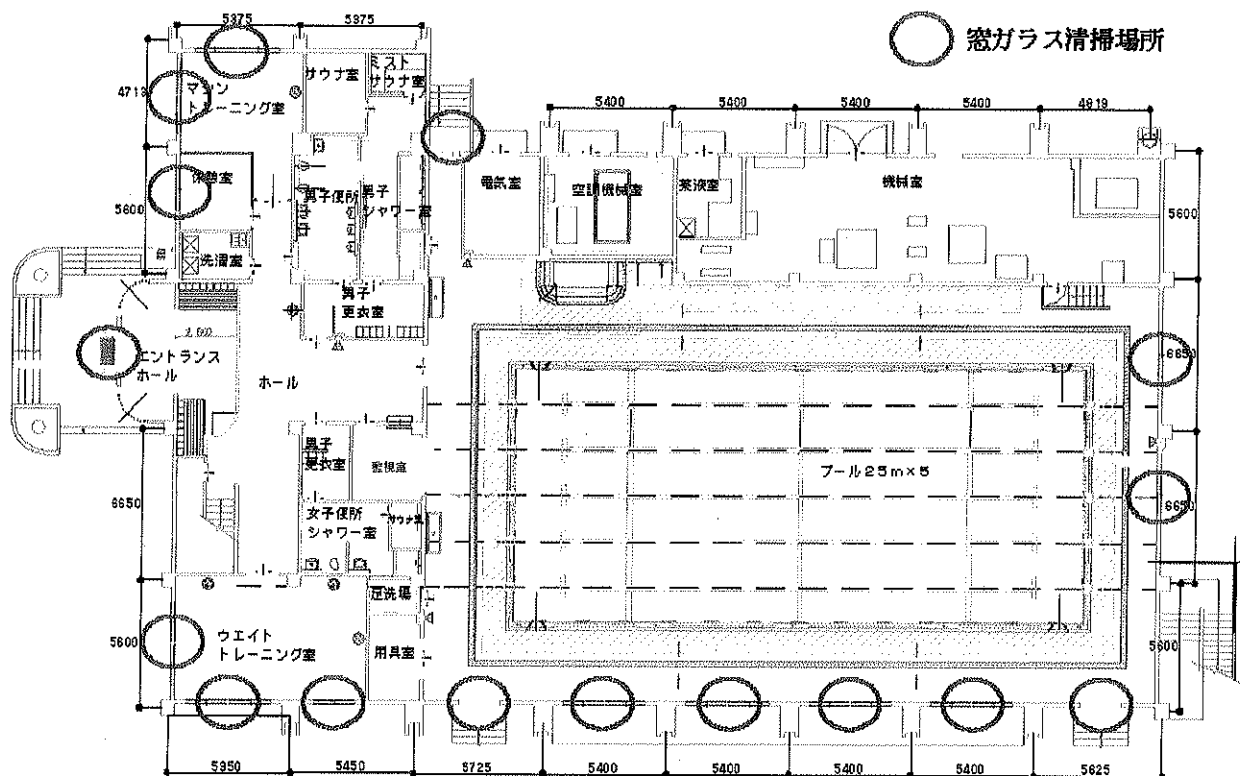 5975 5975
窓ガラス清掃場所
サウナ室
ミスト
サウナ室
4719
マシン
トレーニング室
5400 5400 5400 5400 4819
休憩室
男子便所
男子
シャワー室
電気室
空調機械室
薬液室
機械室
5600
5600
洗濯室
男子
更衣室
エントランス
ホール
ホール
6650
男子
更衣室
監視室
プール25m×5
6650
6650
女子便所
シャワー室
サウナ室
足洗場
5600
ウエイト
トレーニング室
用具室
5600
5950 5450 5725 5400 5400 5400 5400 5625